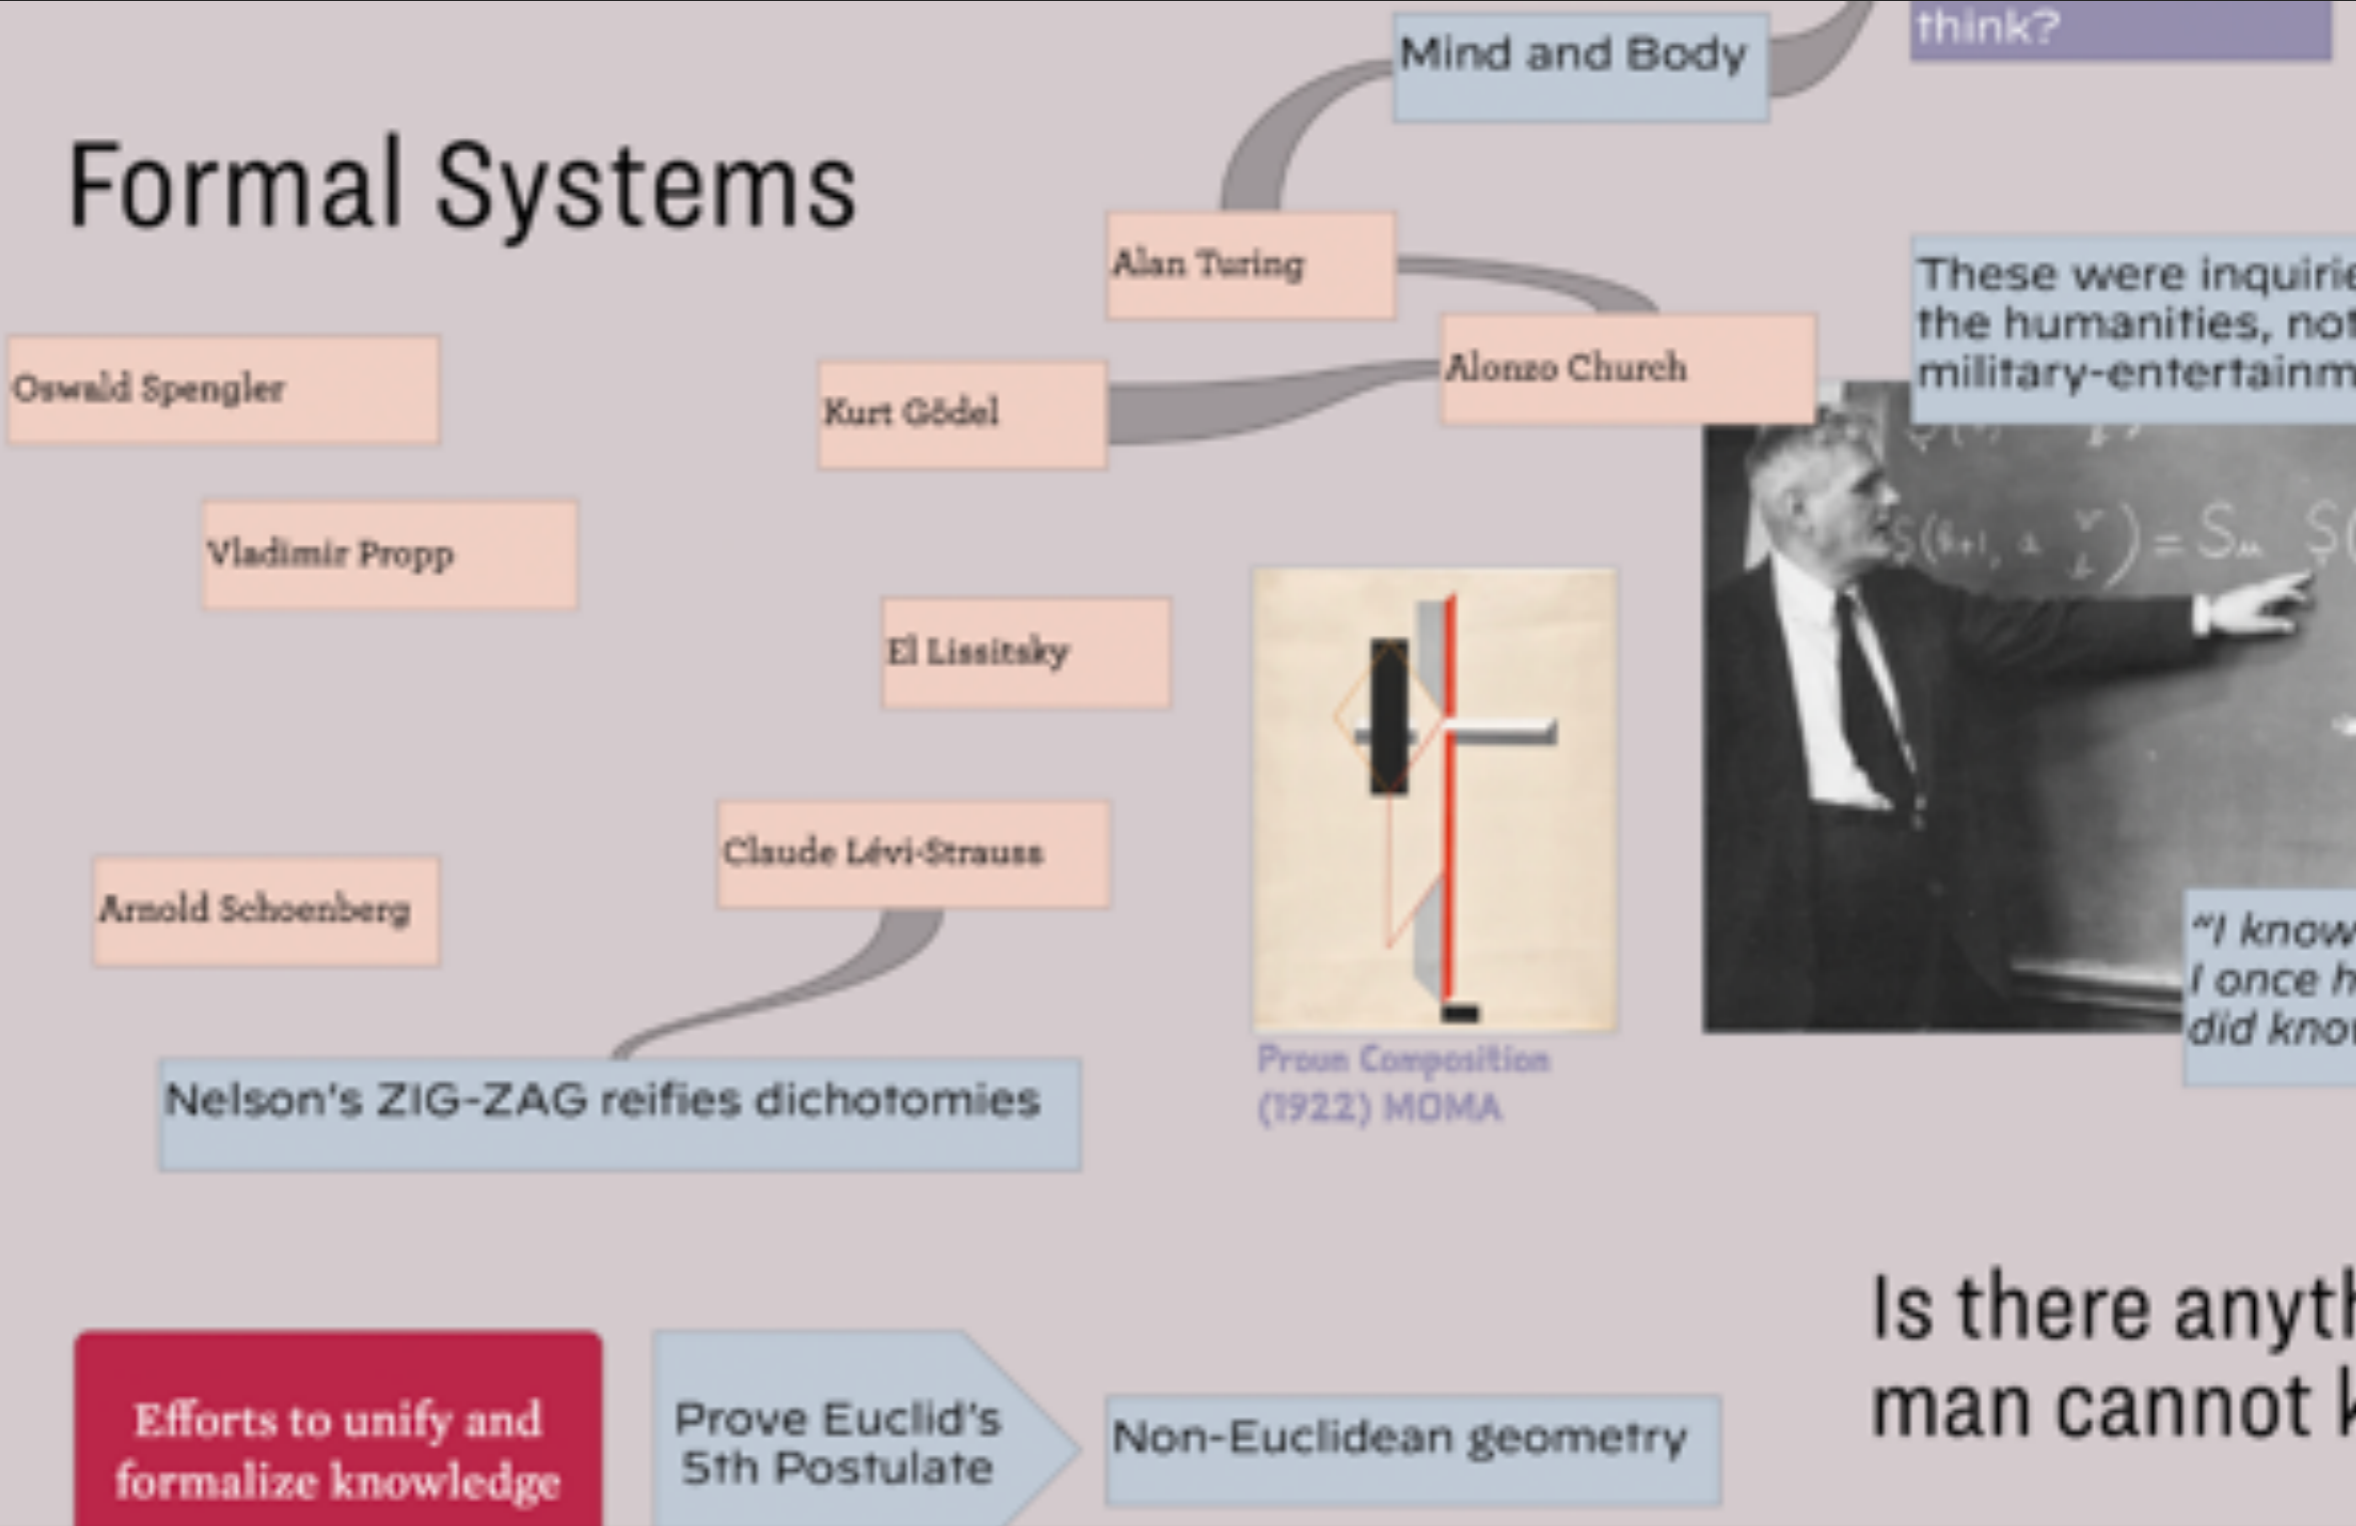 think?
Mind and Body
Formal Systems
Alan Turing
These were inquirie
the humanities, not
military-entertainm
Oswald Spengler
Kurt Gödel
Alonzo Church
Vladimir Propp
El Lissitsky
Claude Lévi-Strauss
Arnold Schoenberg
“I know
I once h
did know
Nelson's ZIG-ZAG reifies dichotomies
Proun Composition
(1922) MOMA
Is there anyth
man cannot k
Efforts to unify and
formalize knowledge
Prove Euclid's
5th Postulate
Non-Euclidean geometry